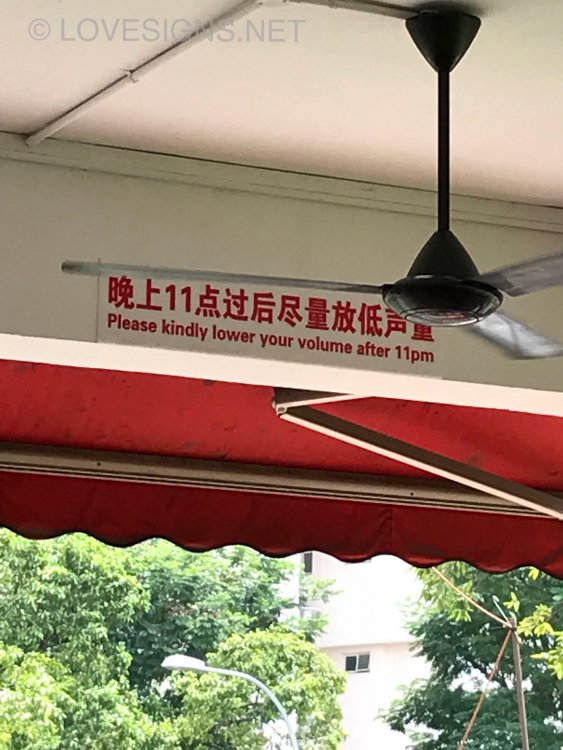 © LOVESIGNS.NET
晚上11点过后尽量放低声量
Please kindly lower your volume after 11pm